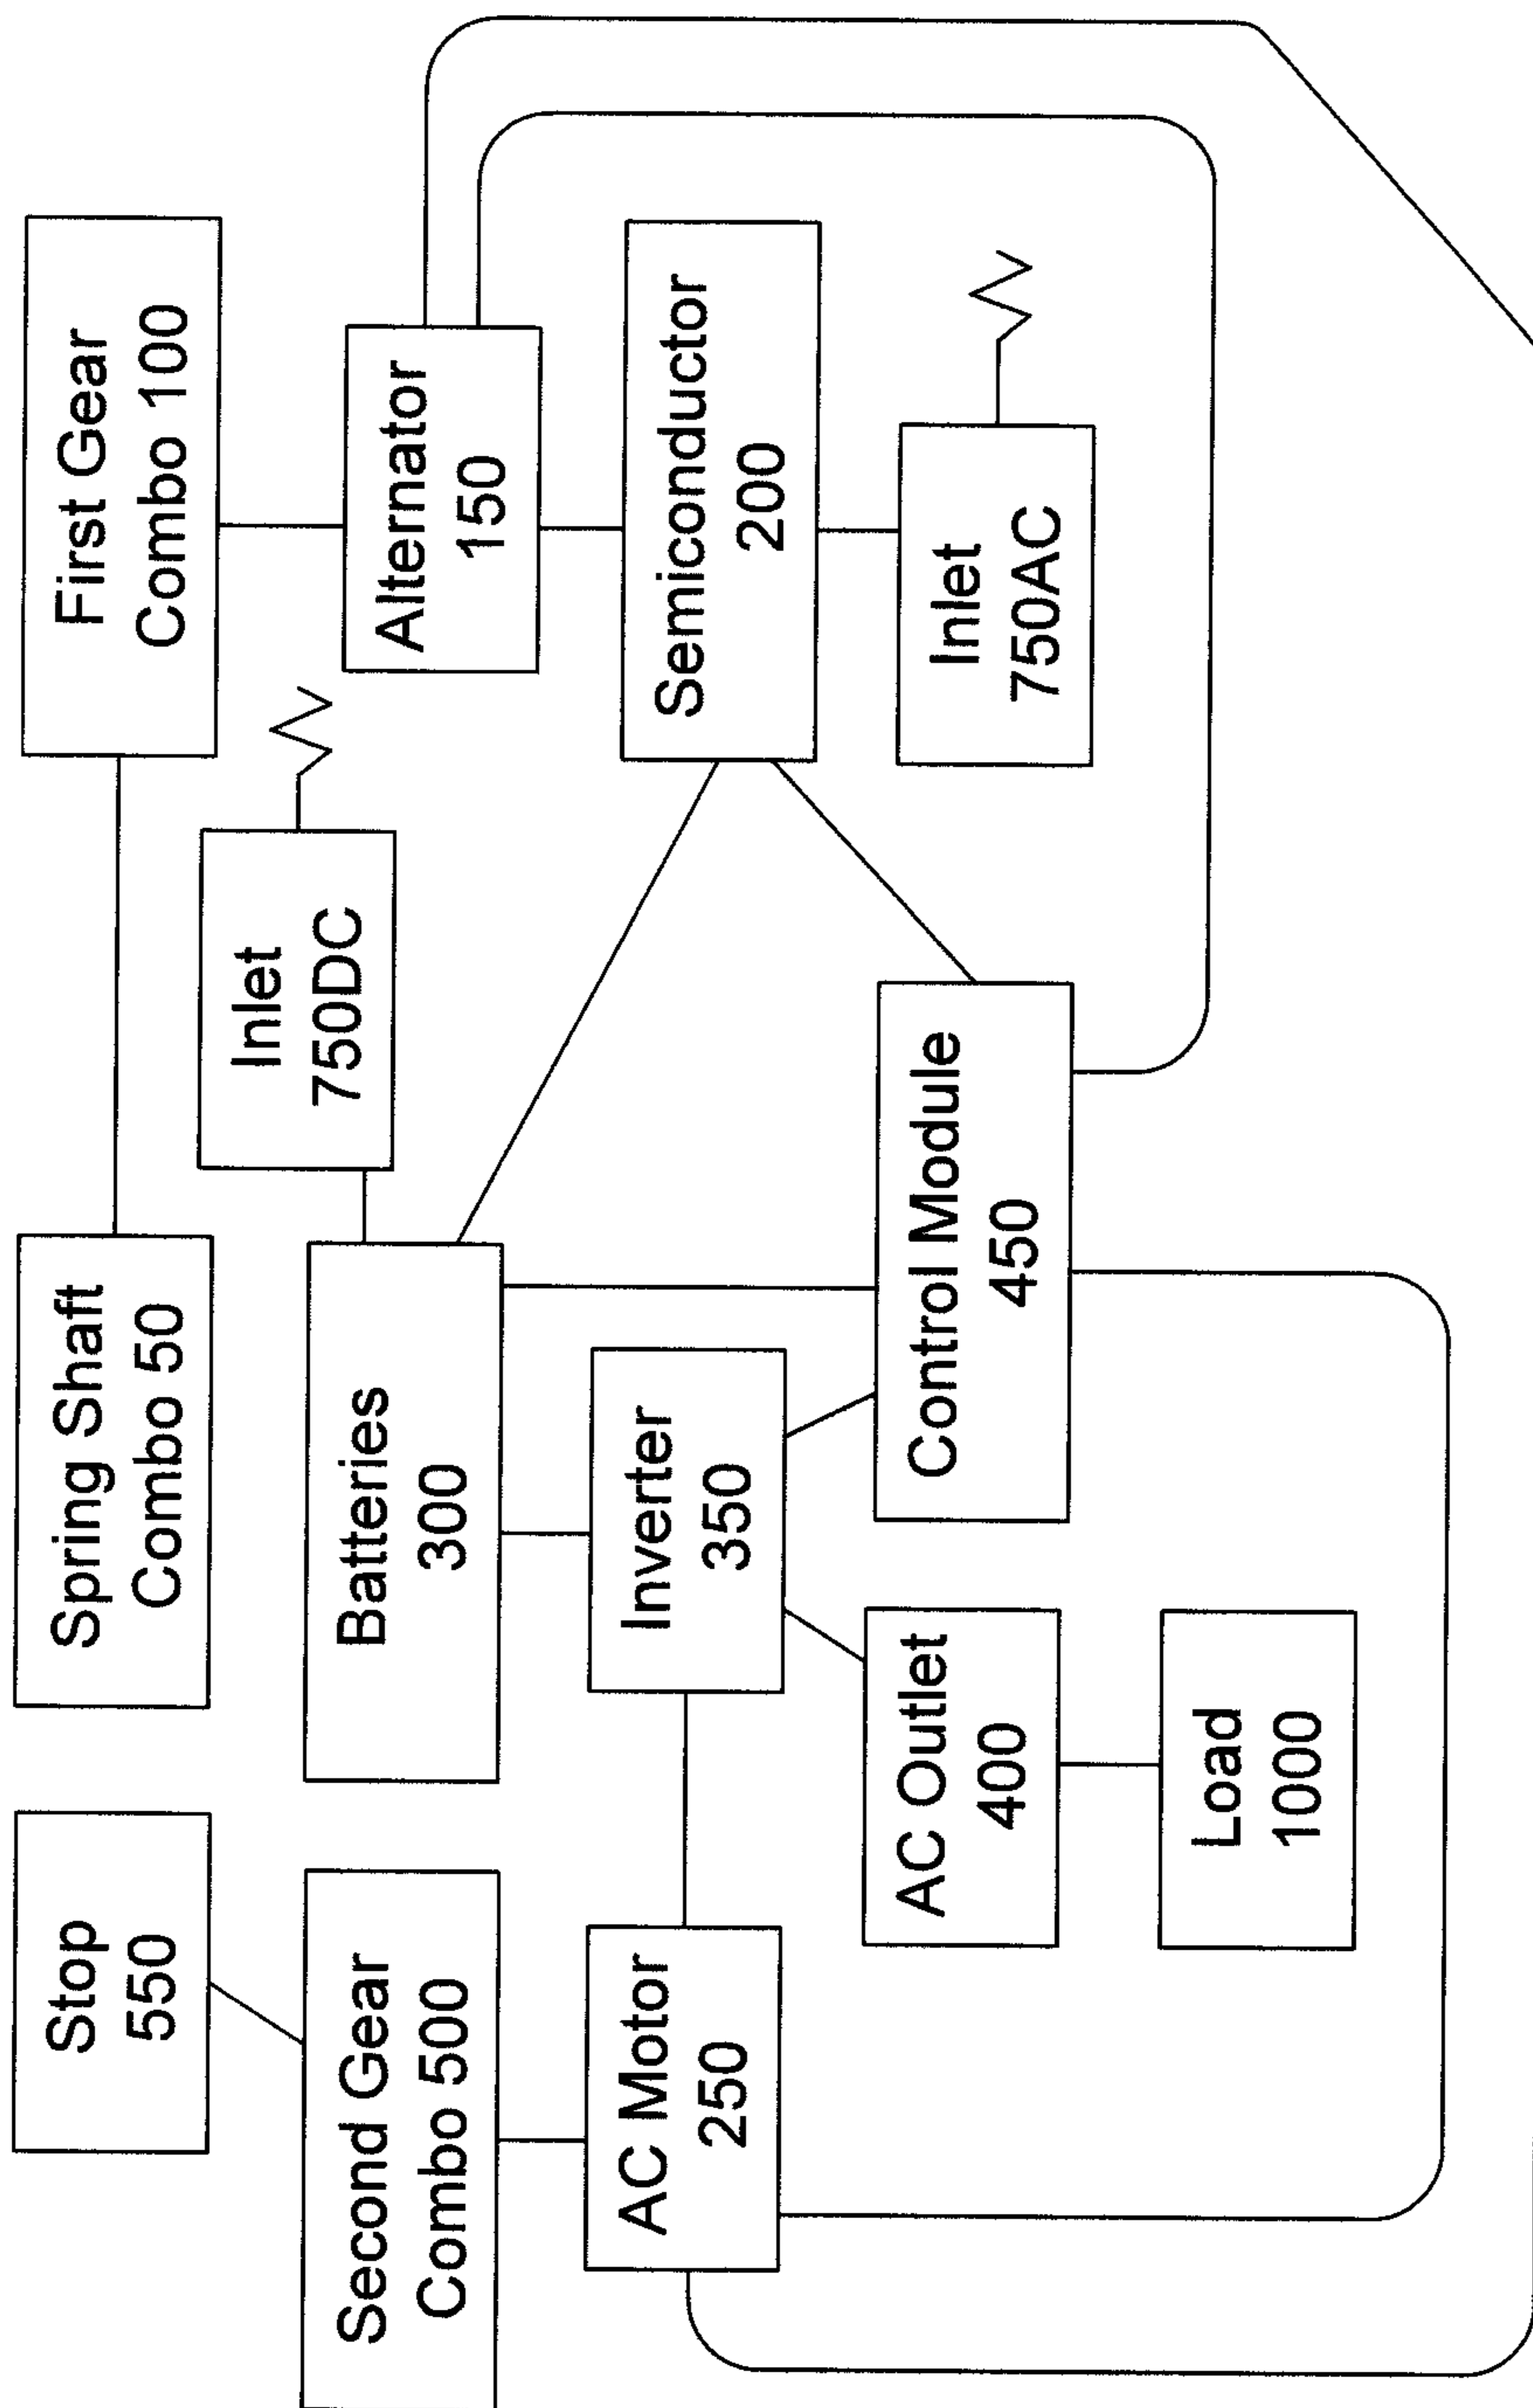 Stop
550
Spring Shaft
Combo 50
First Gear
Combo 100
Second Gear
Combo 500
Batteries
300
Inlet
750DC
Alternator
150
AC Motor
250
Inverter
350
Semiconductor
200
AC Outlet
400
Control Module
450
Inlet
750AC
Load
1000